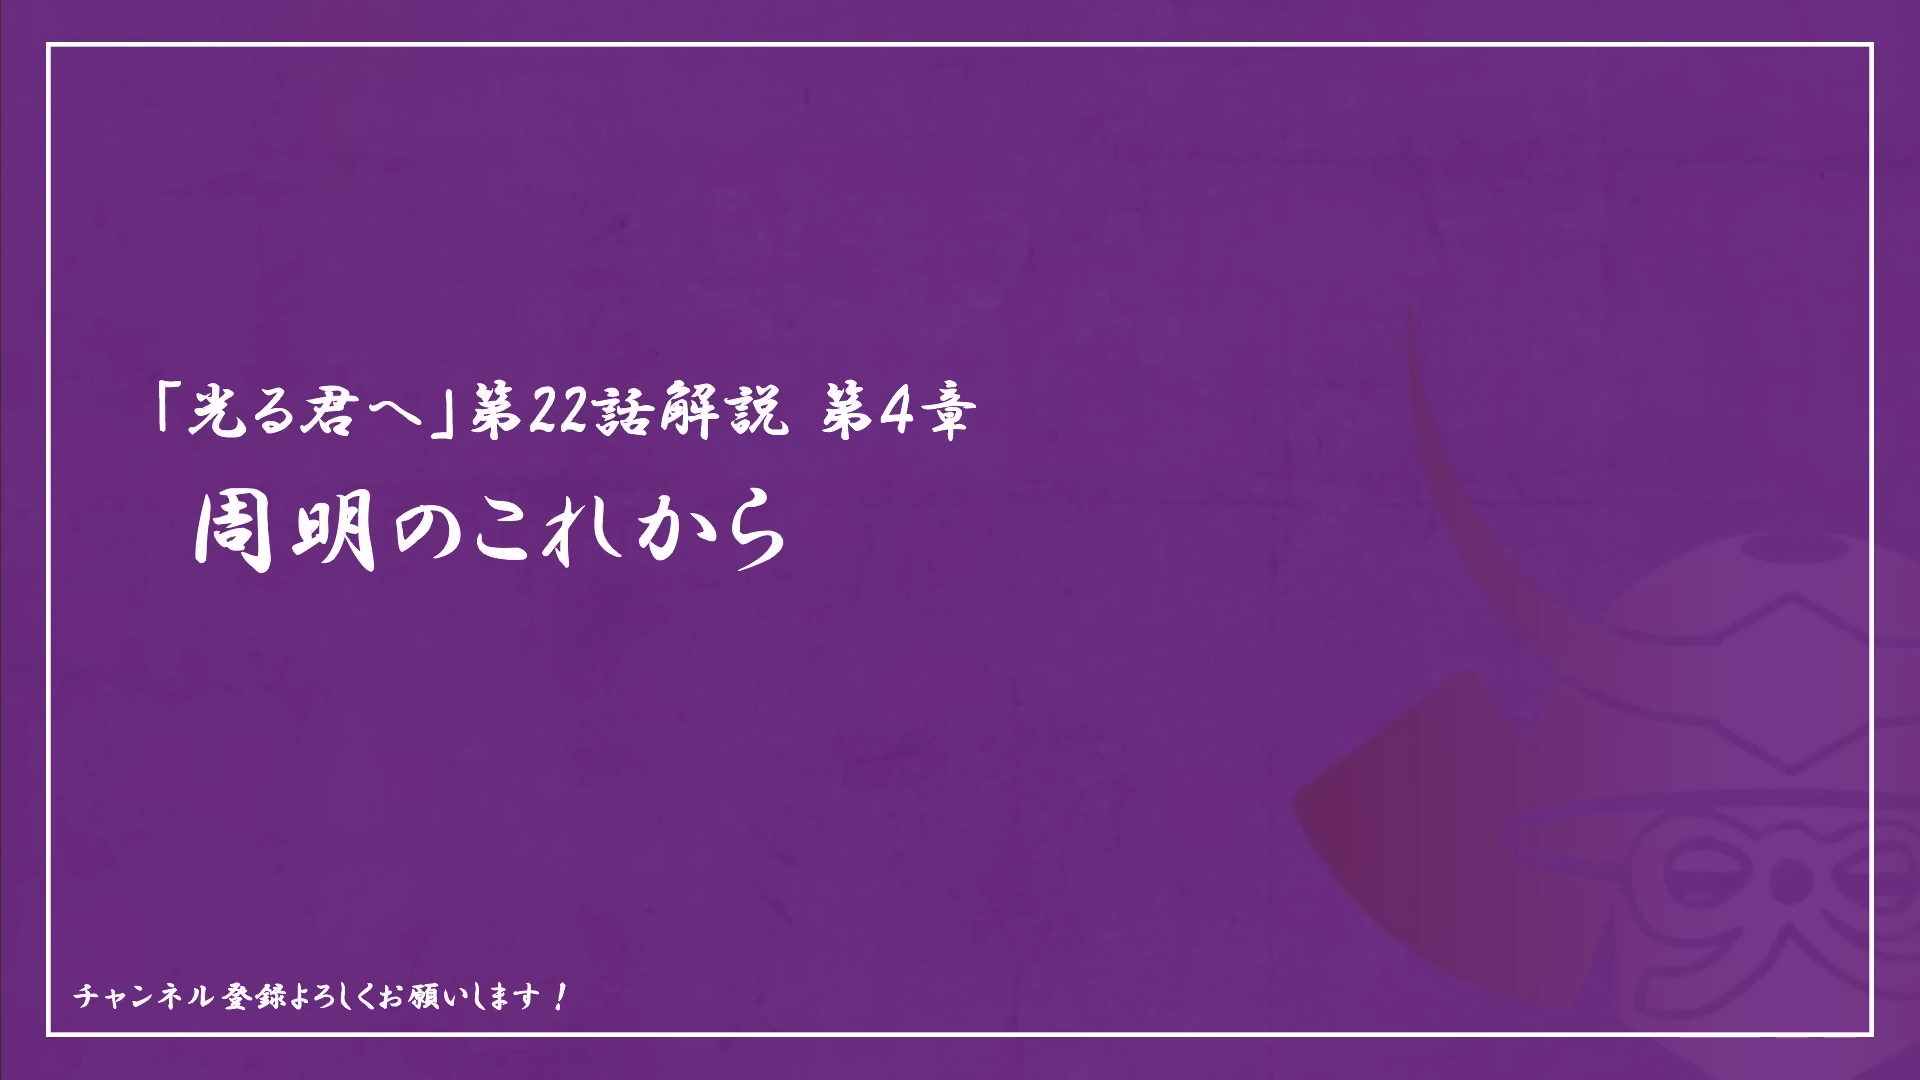 「光る君へ」第22話解説 第4章
周明のこれから
チャンネル登録よろしくお願いします！